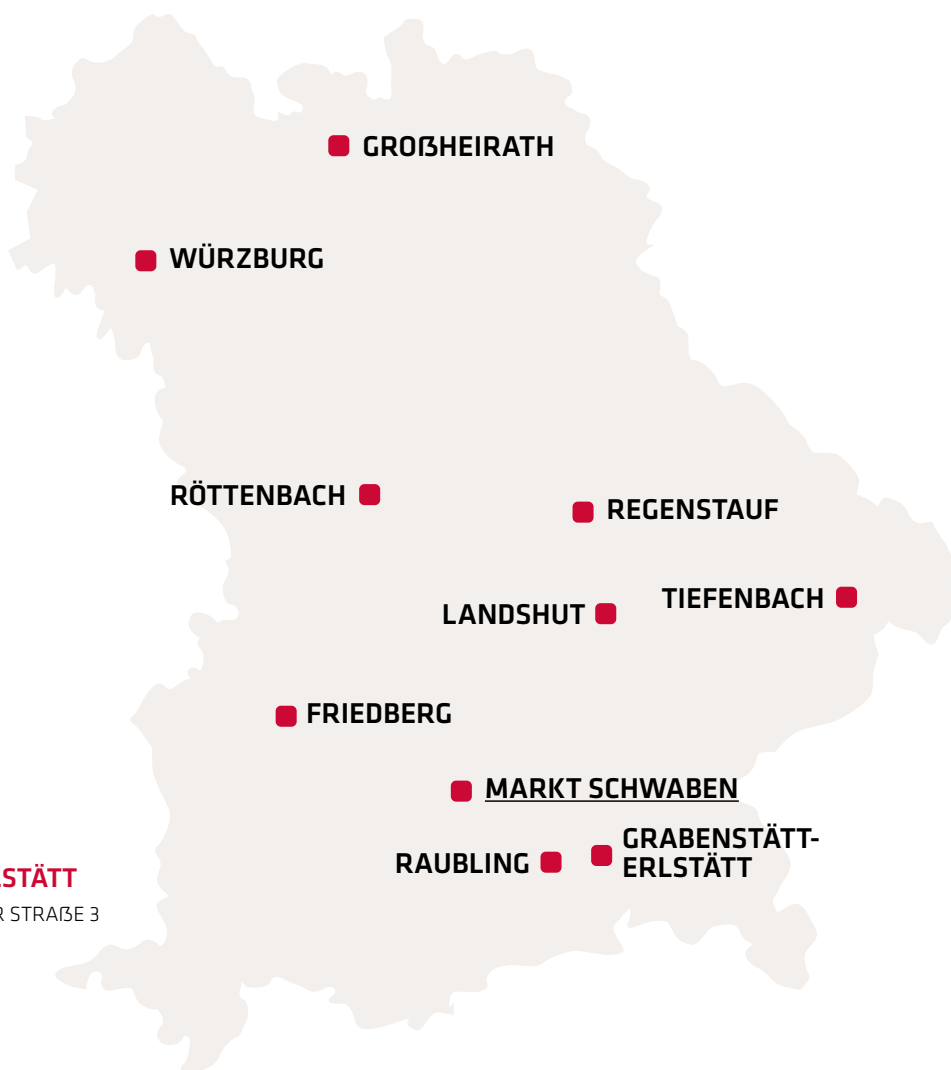 GROẞHEIRATH
WÜRZBURG
RÖTTENBACH
REGENSTAUF
TIEFENBACH
LANDSHUT
FRIEDBERG
MARKT SCHWABEN
GRABENSTÄTT-
ERLSTÄTT
RAUBLING
STÄTT
STRAẞE 3